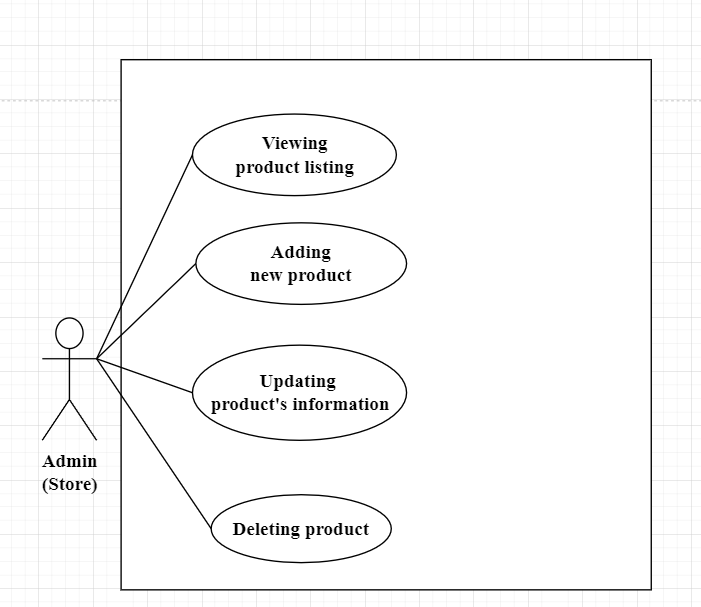 Viewing
product listing
Adding
new product
Updating
product's information
Admin
(Store)
Deleting product